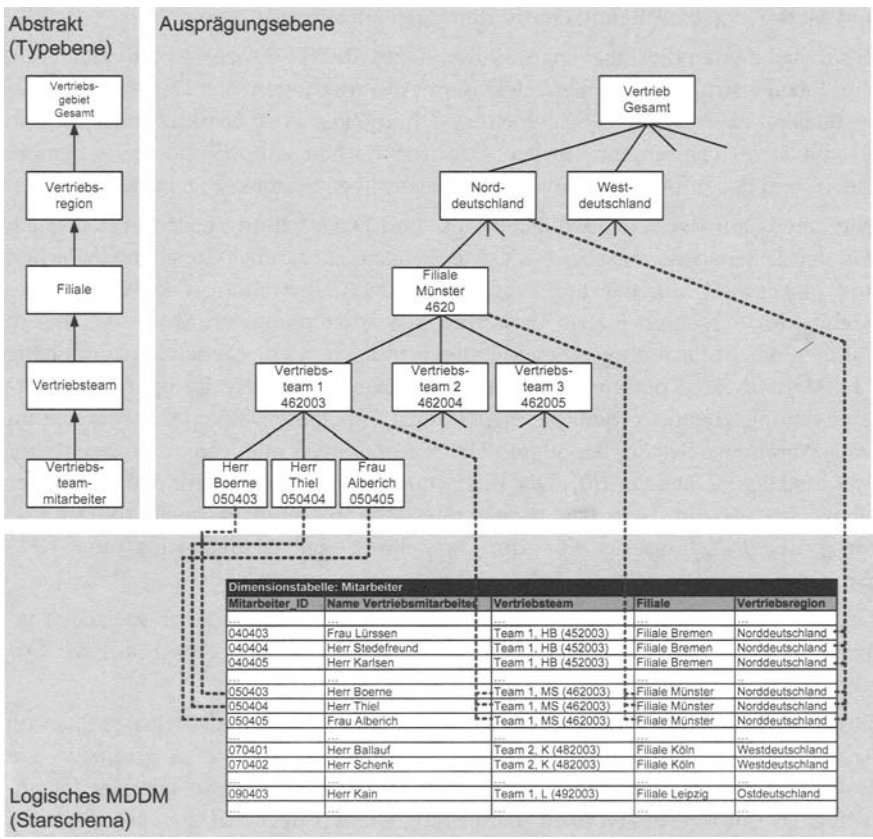 Abstrakt
(Typebene)
Ausprägungsebene
Vertriebs-
gebiet
Gesamt
Vertriebs-
region
Filiale
Vertriebsteam
Vertriebs-
team-
mitarbeiter
Vertrieb
Gesamt
Nord-
deutschland
West-
deutschland
Filiale
Münster
4620
Vertriebs-
team 1
462003
Vertriebs-
team 2
462004
Vertriebs-
team 3
462005
Herr
Boerne
050403
Herr
Thiel
050404
Frau
Alberich
050405
Dimensionstabelle: Mitarbeiter
Mitarbeiter_ID Name Vertriebsmitarbeiter Vertriebsteam Filiale Vertriebsregion
... ... ... ... ...
040403 Frau Lürssen Team 1, HB (452003) Filiale Bremen Norddeutschland
040404 Herr Stedefreund Team 1, HB (452003) Filiale Bremen Norddeutschland
040405 Herr Karlsen Team 1, HB (452003) Filiale Bremen Norddeutschland
... ... ... ... ..
050403 Herr Boerne Team 1, MS (462003) Filiale Münster Norddeutschland
050404 Herr Thiel Team 1, MS (462003) Filiale Münster Norddeutschland
050405 Frau Alberich Team 1, MS (462003) Filiale Münster Norddeutschland
... ... ... ... ...
070401 Herr Ballauf Team 2, K (482003) Filiale Köln Westdeutschland
070402 Herr Schenk Team 2, K (482003) Filiale Köln Westdeutschland
... ... ... ... ...
090403 Herr Kain Team 1, L (492003) Filiale Leipzig Ostdeutschland
... ... ... ... ...
Logisches MDDM
(Starschema)